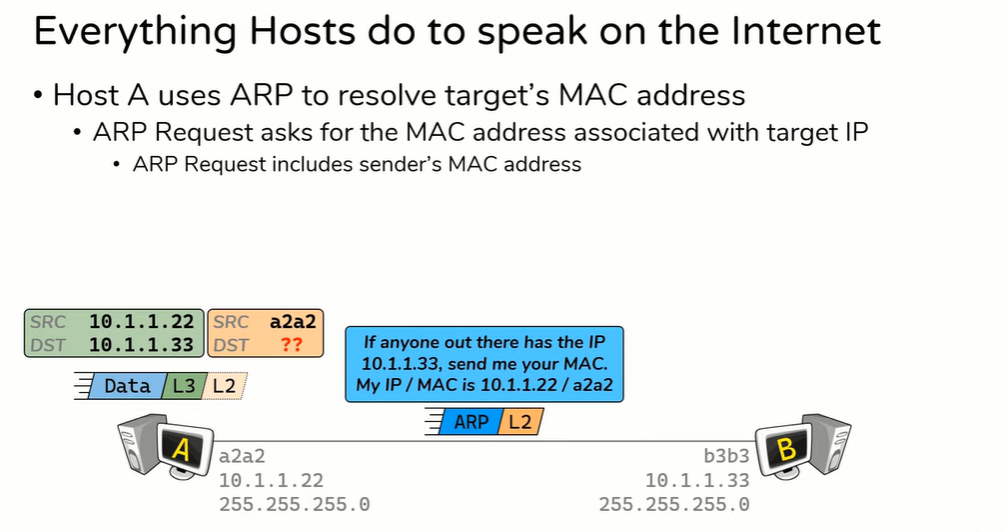 Everything Hosts do to speak on the Internet
• Host A uses ARP to resolve target's MAC address
• ARP Request asks for the MAC address associated with target IP
• ARP Request includes sender's MAC address
SRC 10.1.1.22 SRC a2a2
DST 10.1.1.33 DST ??
If anyone out there has the IP
10.1.1.33, send me your MAC.
My IP / MAC is 10.1.1.22 / a2a2
Data L3 L2
ARP L2
A
B
a2a2
10.1.1.22
255.255.255.0
b3b3
10.1.1.33
255.255.255.0